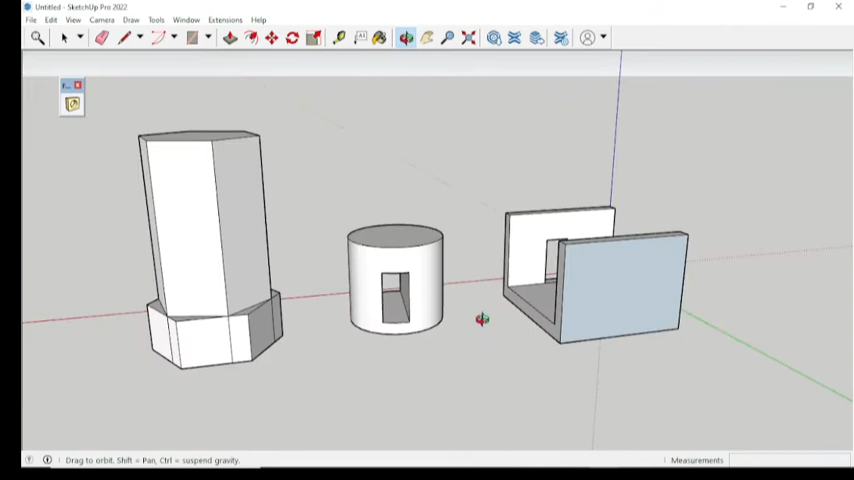 Untitled - SketchUp Pro 2022
File Edit View Camera Draw Tools Window Extensions Help
F...
Drag to orbit. Shift = Pan, Ctrl = suspend gravity.
Measurements